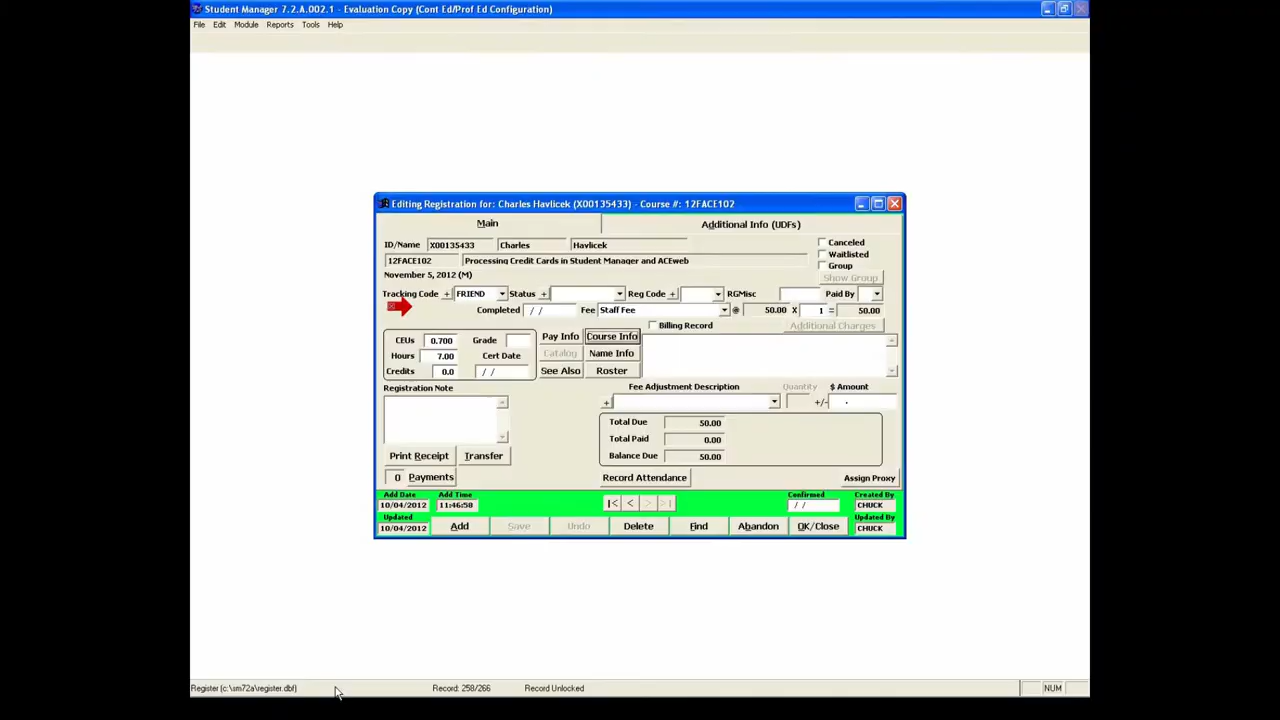 Student Manager 7.2.A.002.1 - Evaluation Copy (Cont Ed/Prof Ed Configuration)
File Edit Module Reports Tools Help
Editing Registration for: Charles Havlicek (X00135433) - Course #: 12FACE102
Main Additional Info (UDFs)
ID/Name X00135433 Charles Havlicek Canceled
Waitlisted
12FACE102 Processing Credit Cards in Student Manager and ACEweb
Group
November 5, 2012 (M) Show Group
Tracking Code + FRIEND Status + Reg Code + RGMisc Paid By
Completed / / Fee Staff Fee @ 50.00 X 1 = 50.00
Billing Record Additional Charges
CEUs 0.700 Grade Pay Info Course Info
Hours 7.00 Cert Date Catalog Name Info
Credits 0.0 / / See Also Roster
Registration Note Fee Adjustment Description Quantity $ Amount
+ +/- .
Total Due 50.00
Total Paid 0.00
Balance Due 50.00
Print Receipt Transfer
0 Payments Record Attendance Assign Proxy
Add Date Add Time Confirmed Created By
10/04/2012 11:46:58 |< < > >| / / CHUCK
Updated Updated By
10/04/2012 Add Save Undo Delete Find Abandon OK/Close CHUCK
Register (c:\sm72a\register.dbf) Record: 258/266 Record Unlocked NUM